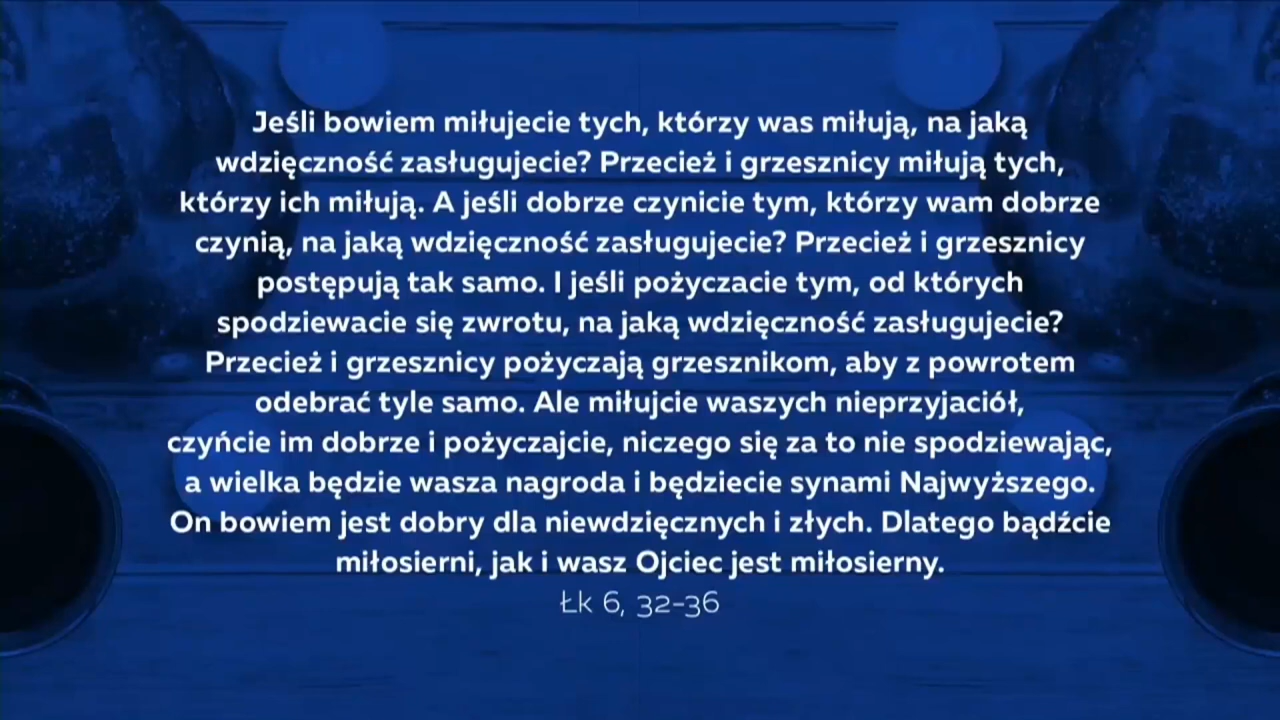 Jeśli bowiem miłujecie tych, którzy was miłują, na jaką
wdzięczność zasługujecie? Przecież i grzesznicy miłują tych,
którzy ich miłują. A jeśli dobrze czynicie tym, którzy wam dobrze
czynią, na jaką wdzięczność zasługujecie? Przecież i grzesznicy
postępują tak samo. I jeśli pożyczacie tym, od których
spodziewacie się zwrotu, na jaką wdzięczność zasługujecie?
Przecież i grzesznicy pożyczają grzesznikom, aby z powrotem
odebrać tyle samo. Ale miłujcie waszych nieprzyjaciół,
czyńcie im dobrze i pożyczajcie, niczego się za to nie spodziewając,
a wielka będzie wasza nagroda i będziecie synami Najwyższego.
On bowiem jest dobry dla niewdzięcznych i złych. Dlatego bądźcie
miłosierni, jak i wasz Ojciec jest miłosierny.
Łk 6, 32-36